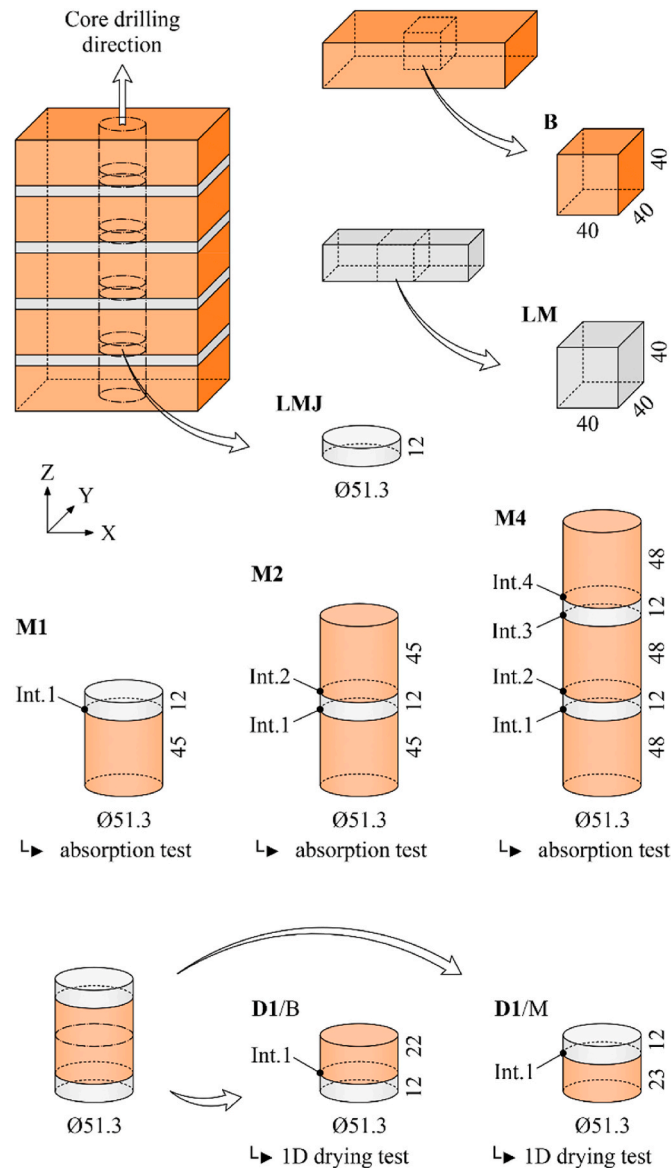 Core drilling
direction
B
40
40
40
LM
40
40
40
LMJ
12
Ø51.3
Z
Y
X
M4
48
Int.4
12
Int.3
48
Int.2
12
Int.1
48
Ø51.3
absorption test
M2
45
Int.2
12
Int.1
45
Ø51.3
absorption test
M1
Int.1
12
45
Ø51.3
absorption test
Ø51.3
D1/B
Int.1
22
12
Ø51.3
1D drying test
D1/M
Int.1
12
23
Ø51.3
1D drying test